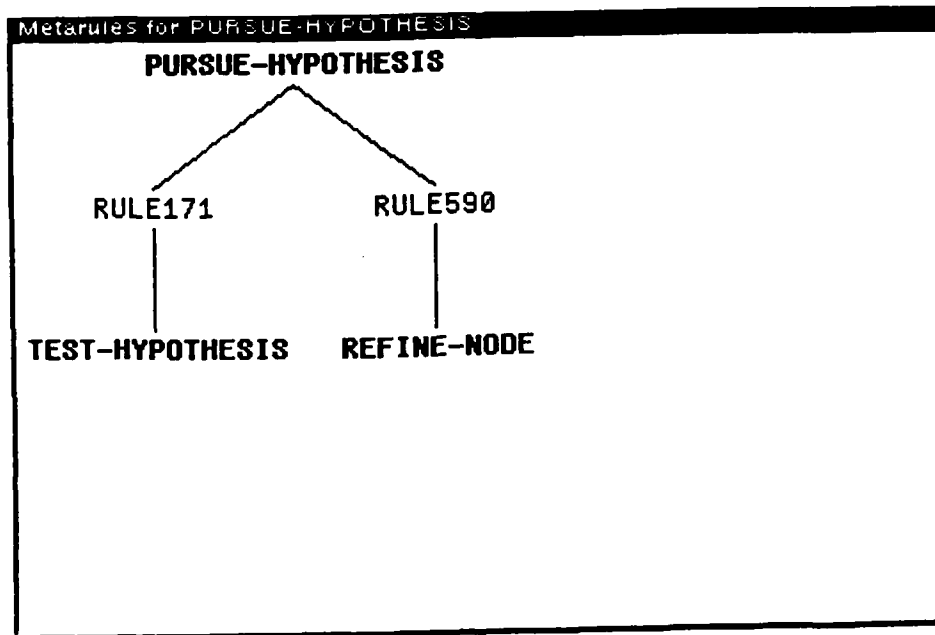 Metarules for PURSUE-HYPOTHESIS
PURSUE-HYPOTHESIS
RULE171 RULE590
TEST-HYPOTHESIS REFINE-NODE